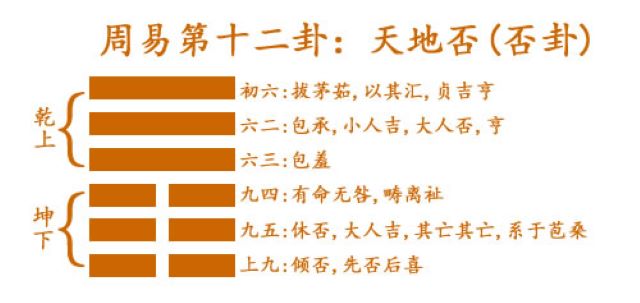 周易第十二卦：天地否(否卦)
乾上
初六:拔茅茹,以其汇,贞吉亨
六二:包承,小人吉,大人否,亨
六三:包羞
坤下
九四:有命无咎,畴离祉
九五:休否,大人吉,其亡其亡,系于苞桑
上九:倾否,先否后喜